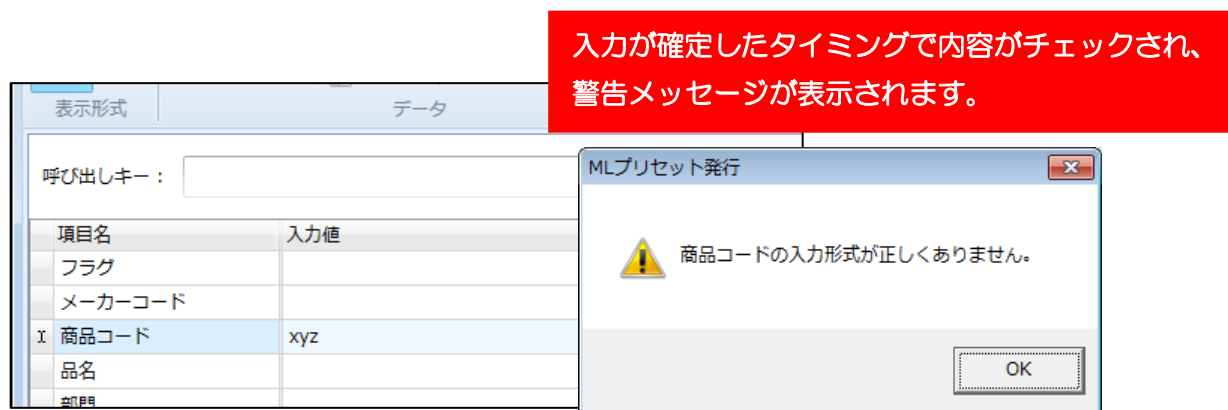 入力が確定したタイミングで内容がチェックされ、
警告メッセージが表示されます。
表示形式
データ
呼び出しキー：
項目名 入力値
フラグ
メーカーコード
商品コード xyz
品名
部門
MLプリセット発行
商品コードの入力形式が正しくありません。
OK